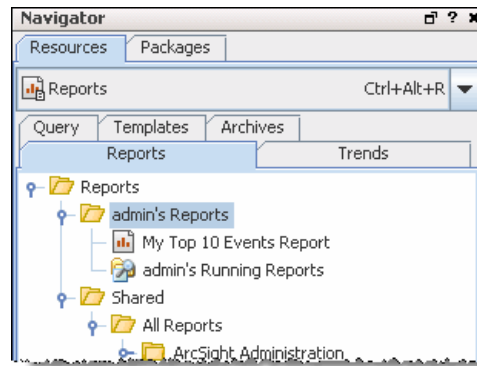 Navigator
Resources Packages
Reports Ctrl+Alt+R
Query Templates Archives
Reports Trends
Reports
admin's Reports
My Top 10 Events Report
admin's Running Reports
Shared
All Reports
ArcSight Administration